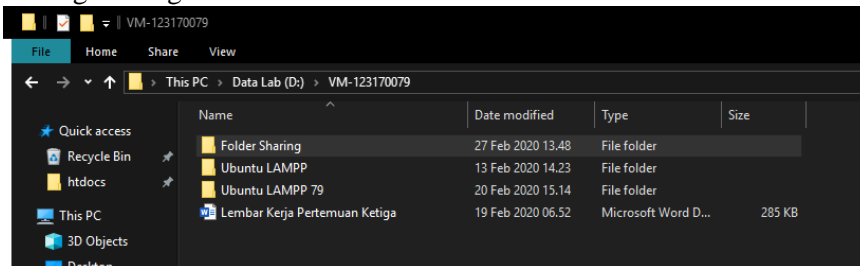 VM-123170079
File Home Share View
This PC > Data Lab (D:) > VM-123170079
Name Date modified Type Size
Quick access
Recycle Bin
htdocs
This PC
3D Objects
Desktop
Folder Sharing 27 Feb 2020 13.48 File folder
Ubuntu LAMPP 13 Feb 2020 14.23 File folder
Ubuntu LAMPP 79 20 Feb 2020 15.14 File folder
Lembar Kerja Pertemuan Ketiga 19 Feb 2020 06.52 Microsoft Word D... 285 KB